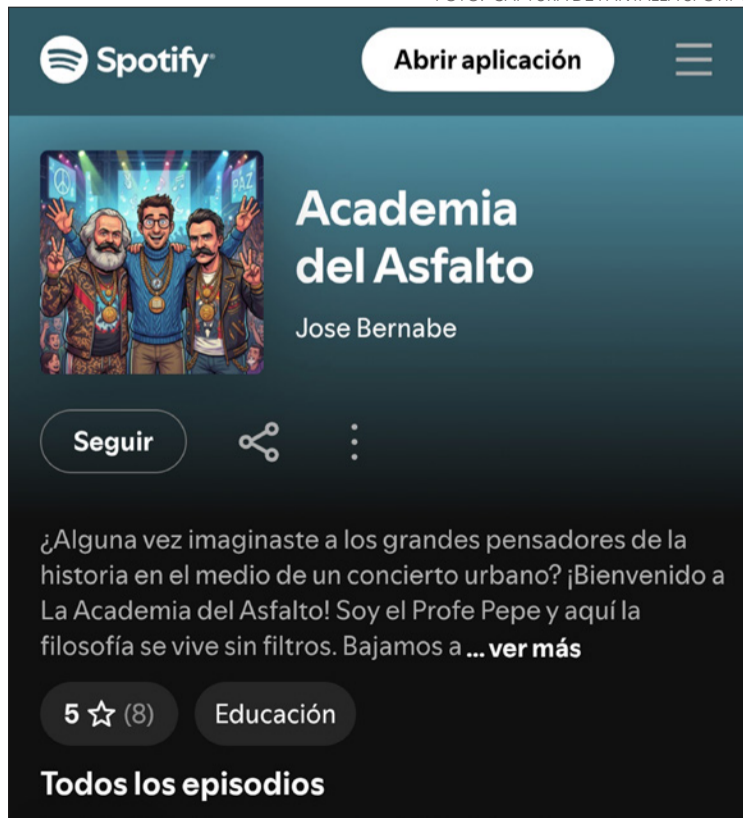 Spotify
Abrir aplicación
PAZ
Academia
del Asfalto
Jose Bernabe
Seguir
¿Alguna vez imaginaste a los grandes pensadores de la
historia en el medio de un concierto urbano? ¡Bienvenido a
La Academia del Asfalto! Soy el Profe Pepe y aquí la
filosofía se vive sin filtros. Bajamos a ... ver más
5 ☆ (8)
Educación
Todos los episodios